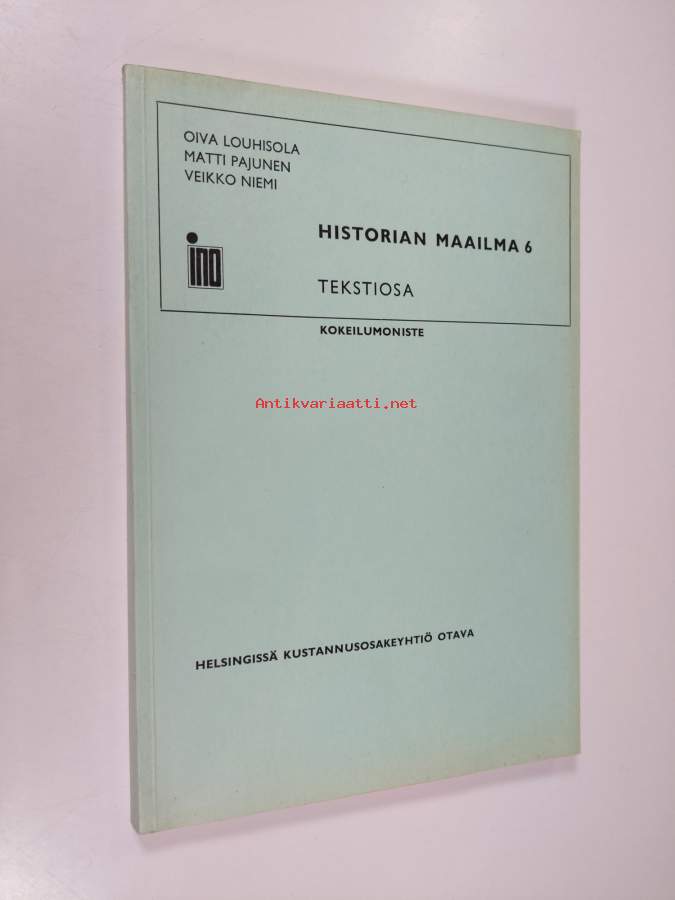 OIVA LOUHISOLA
MATTI PAJUNEN
VEIKKO NIEMI
ino
HISTORIAN MAAILMA 6
TEKSTIOSA
KOKEILUMONISTE
Antikvariaatti.net
HELSINGISSÄ KUSTANNUSOSAKEYHTIÖ OTAVA